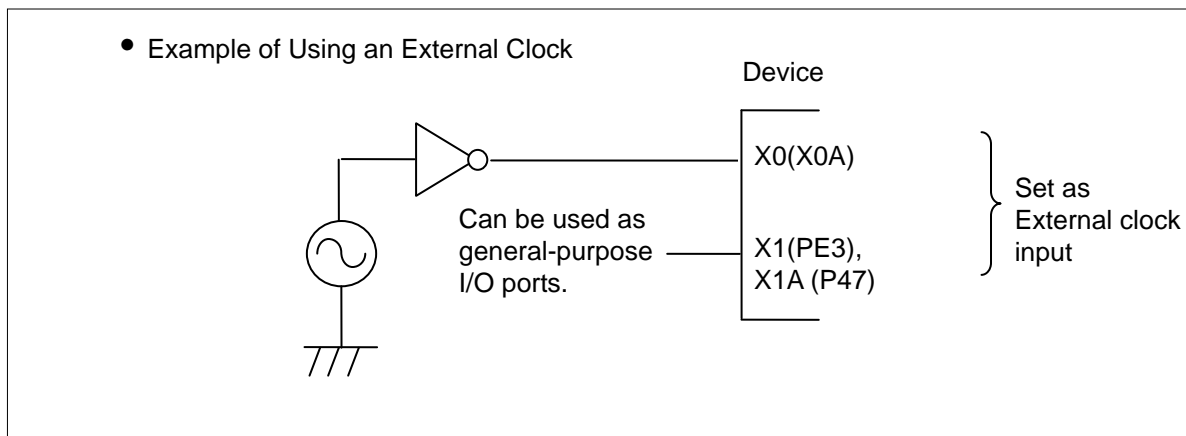 • Example of Using an External Clock
Device
X0(X0A)
Can be used as
general-purpose
I/O ports.
X1(PE3),
X1A (P47)
Set as
External clock
input